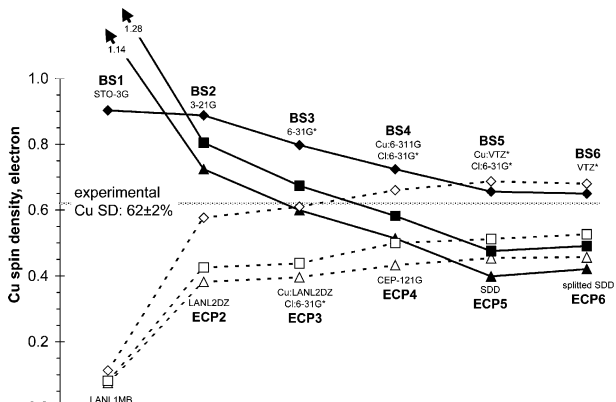 1.28
1.14
1.0
BS1
STO-3G
BS2
3-21G
BS3
6-31G*
BS4
Cu:6-311G
Cl:6-31G*
BS5
Cu:VTZ*
Cl:6-31G*
BS6
VTZ*
0.8
experimental
Cu SD: 62±2%
0.6
0.4
0.2
Cu spin density, electron
LANL2DZ
ECP2
Cu:LANL2DZ
Cl:6-31G*
ECP3
CEP-121G
ECP4
SDD
ECP5
splitted SDD
ECP6
LANL1MB